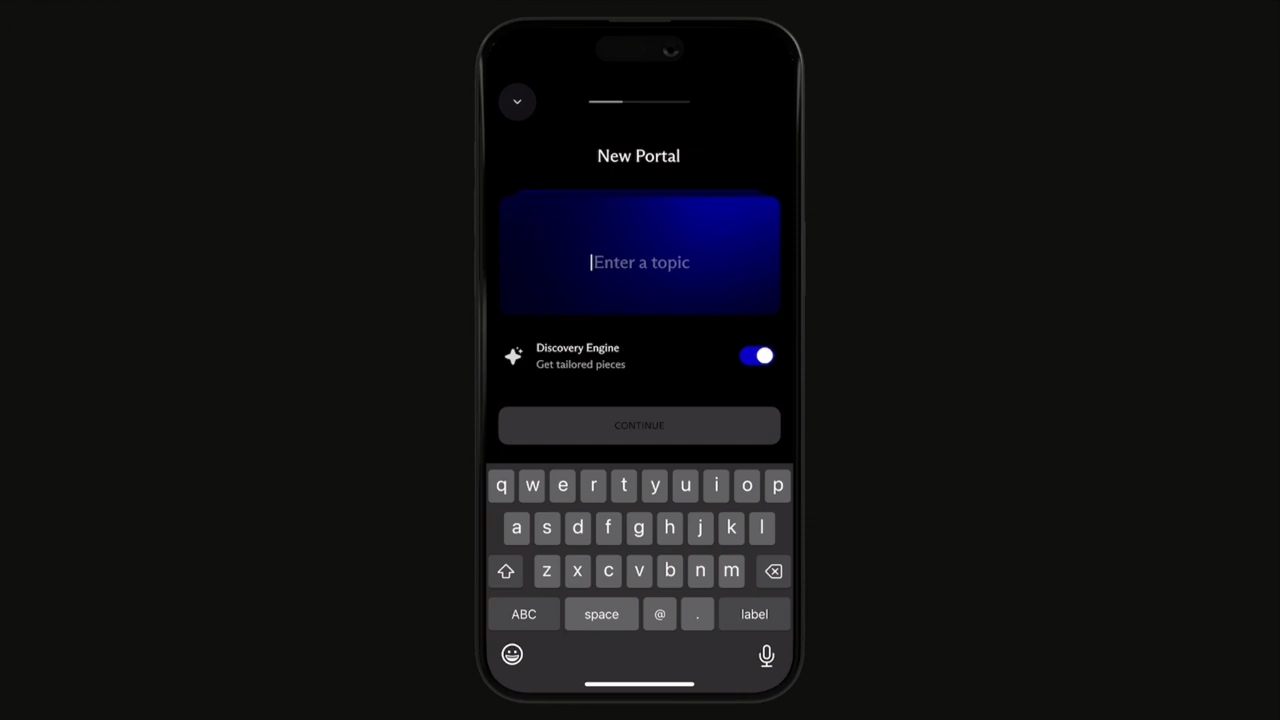 New Portal
Enter a topic
Discovery Engine
Get tailored pieces
CONTINUE
q w e r t y u i o p
a s d f g h j k l
z x c v b n m
ABC space @ . label